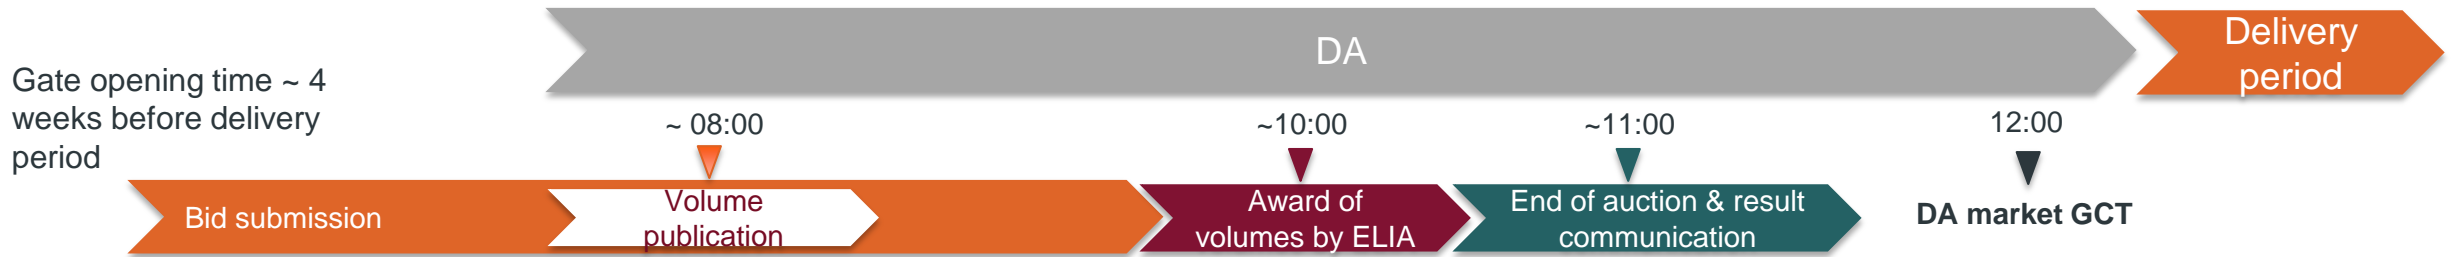 DA
Delivery
period
Gate opening time ~ 4
weeks before delivery
period
~ 08:00
~10:00
~11:00
12:00
Bid submission
Volume
publication
Award of
volumes by ELIA
End of auction & result
communication
DA market GCT